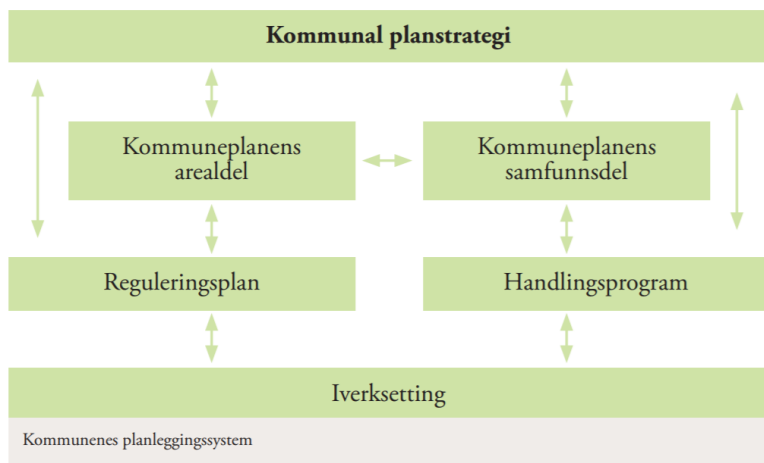 Kommunal planstrategi
Kommuneplanens
arealdel
Kommuneplanens
samfunnsdel
Reguleringsplan
Handlingsprogram
Iverksetting
Kommunenes planleggingssystem